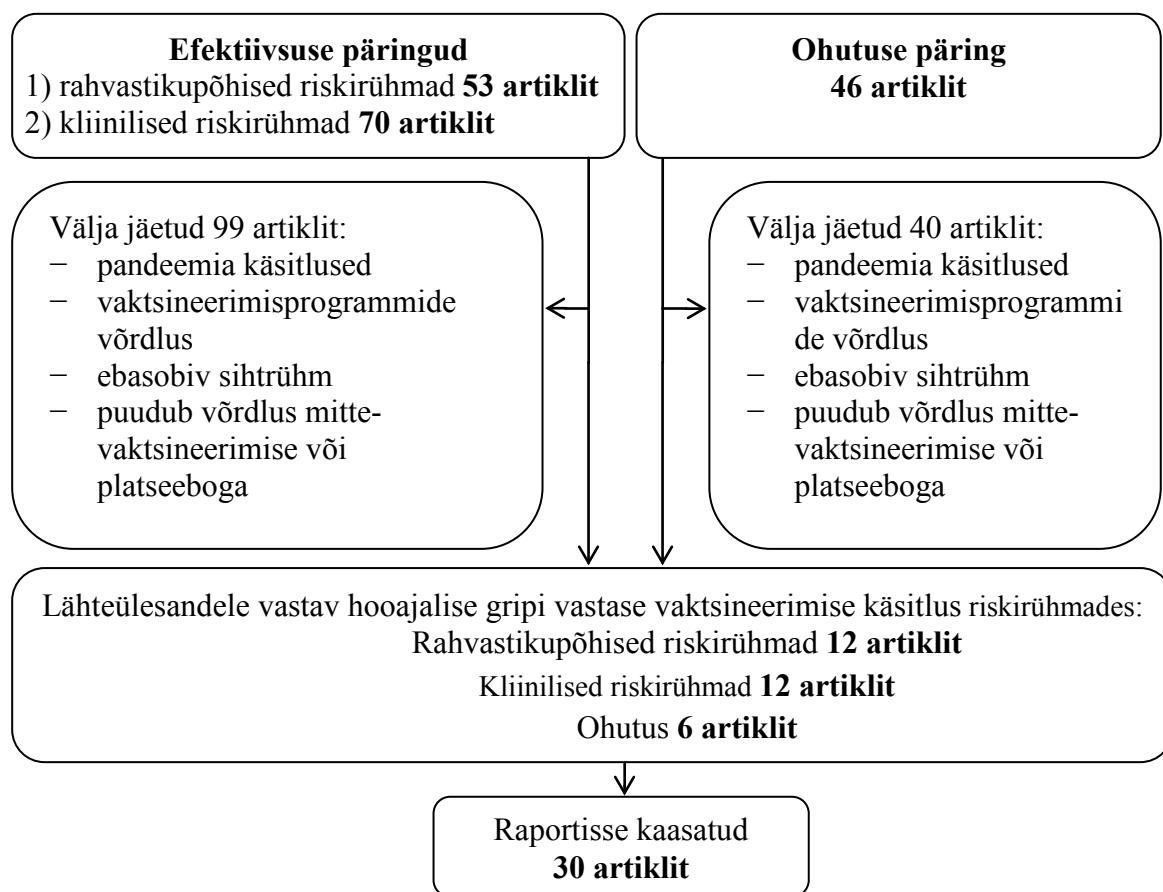 Efektiivsuse päringud
1) rahvastikupõhised riskirühmad 53 artiklit
2) kliinilised riskirühmad 70 artiklit
Ohutuse päring
46 artiklit
Välja jäetud 99 artiklit:
− pandeemia käsitlused
− vaktsineerimisprogrammide
võrdlus
− ebasobiv sihtrühm
− puudub võrdlus mitte-
vaktsineerimise või
platseeboga
Välja jäetud 40 artiklit:
− pandeemia käsitlused
− vaktsineerimisprogrammi
de võrdlus
− ebasobiv sihtrühm
− puudub võrdlus mitte-
vaktsineerimise või
platseeboga
Lähteülesandele vastav hooajalise gripi vastase vaktsineerimise käsitlus riskirühmades:
Rahvastikupõhised riskirühmad 12 artiklit
Kliinilised riskirühmad 12 artiklit
Ohutus 6 artiklit
Raportisse kaasatud
30 artiklit